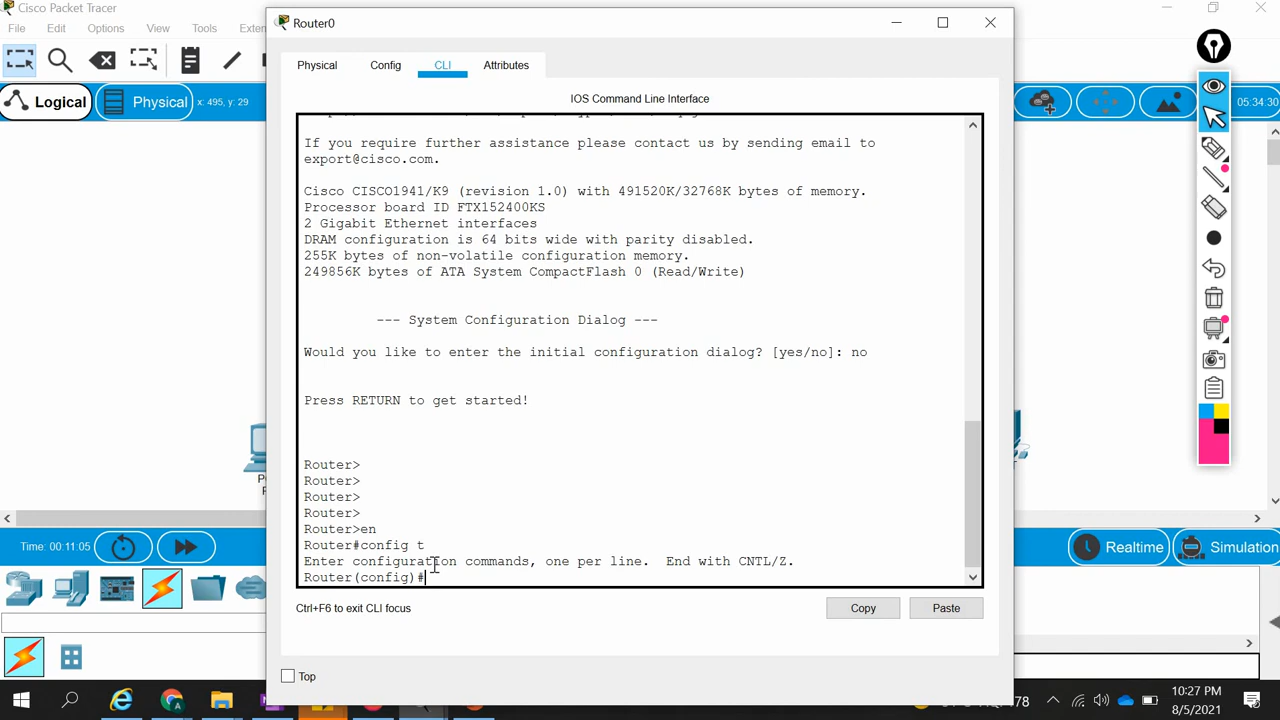 Cisco Packet Tracer
File Edit Options View Tools Exten
Logical Physical x: 495, y: 29
05:34:30
Router0
Physical Config CLI Attributes
IOS Command Line Interface
If you require further assistance please contact us by sending email to
export@cisco.com.
Cisco CISCO1941/K9 (revision 1.0) with 491520K/32768K bytes of memory.
Processor board ID FTX152400KS
2 Gigabit Ethernet interfaces
DRAM configuration is 64 bits wide with parity disabled.
255K bytes of non-volatile configuration memory.
249856K bytes of ATA System CompactFlash 0 (Read/Write)
--- System Configuration Dialog ---
Would you like to enter the initial configuration dialog? [yes/no]: no
Press RETURN to get started!
Router>
Router>
Router>
Router>
Router>en
Router#config t
Enter configuration commands, one per line. End with CNTL/Z.
Router(config)#
Ctrl+F6 to exit CLI focus
Copy Paste
Top
Time: 00:11:05
Realtime Simulation
10:27 PM
8/5/2021